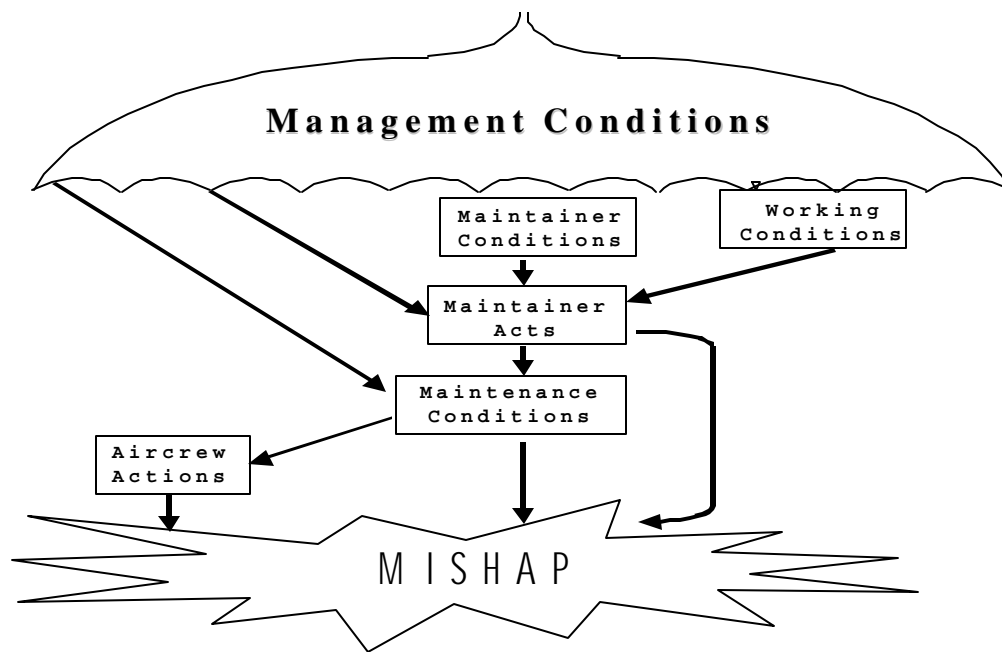 Management Conditions
Maintainer
Conditions
Working
Conditions
Maintainer
Acts
Maintenance
Conditions
Aircrew
Actions
MISHAP